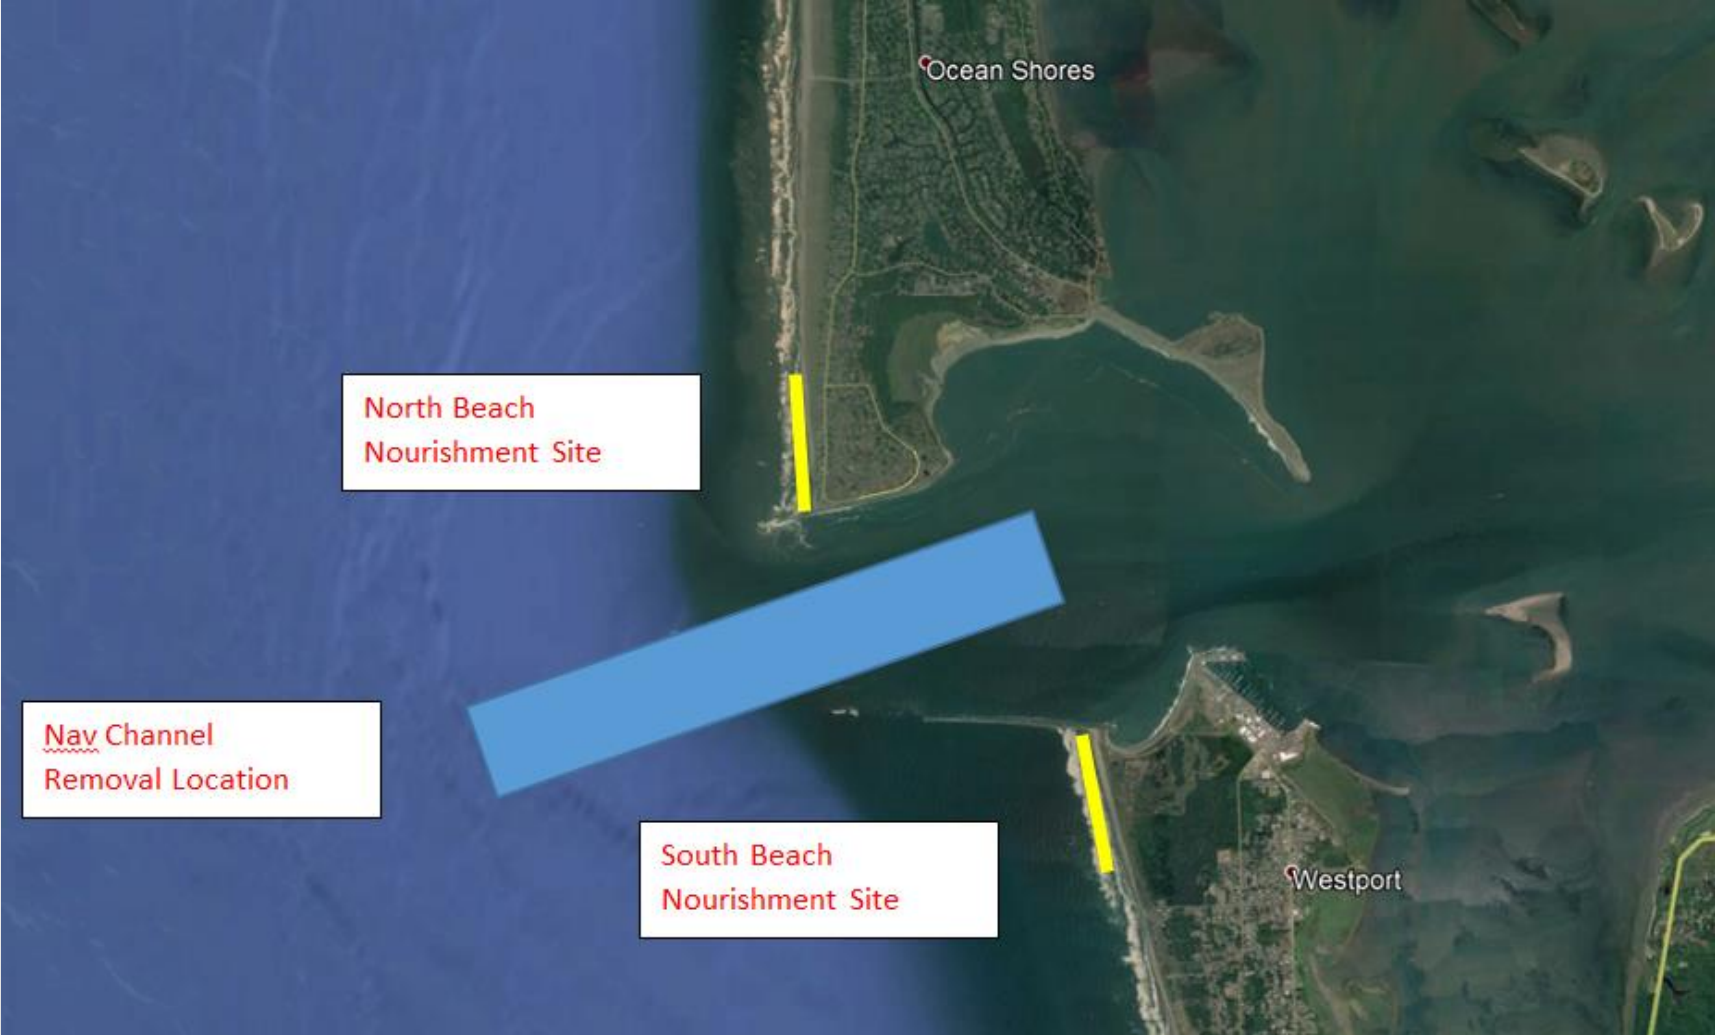 Ocean Shores
North Beach
Nourishment Site
Nav Channel
Removal Location
South Beach
Nourishment Site
Westport